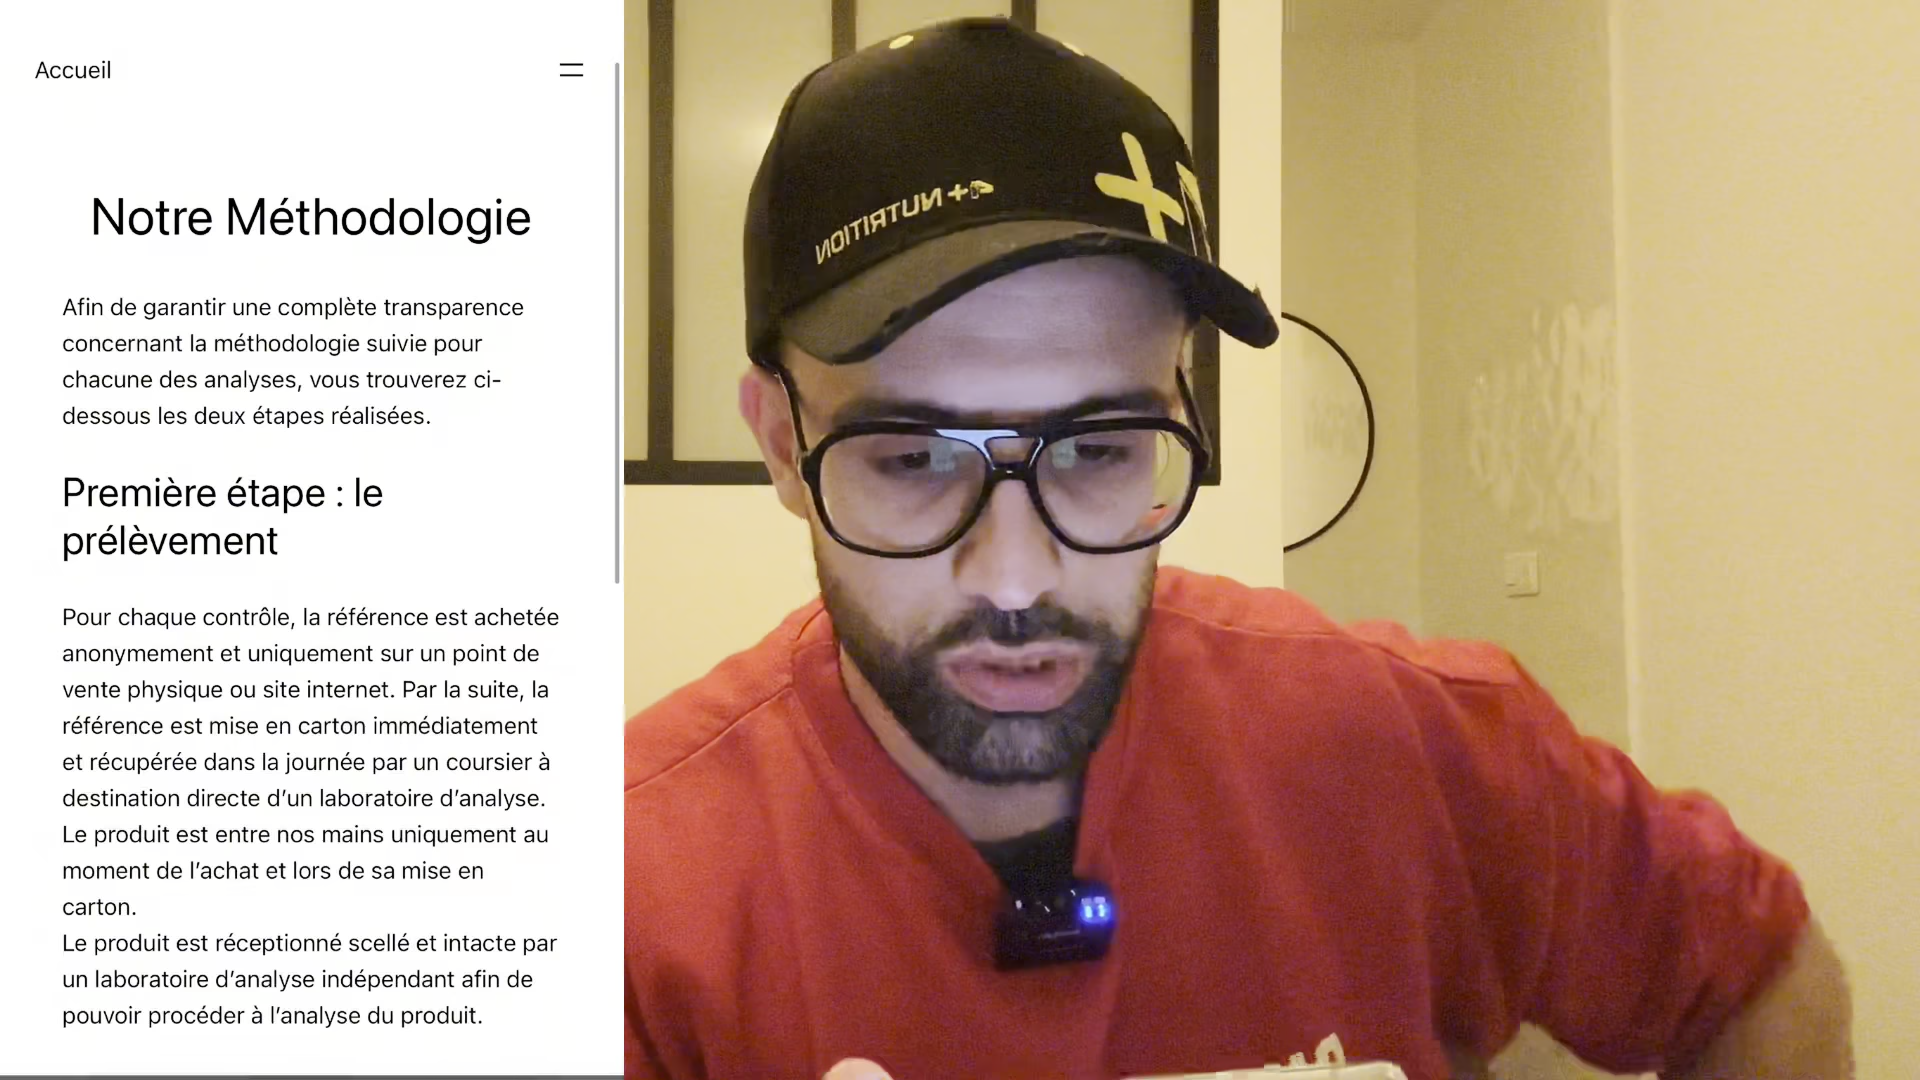 Accueil
Notre Méthodologie
Afin de garantir une complète transparence
concernant la méthodologie suivie pour
chacune des analyses, vous trouverez ci-
dessous les deux étapes réalisées.
Première étape : le
prélèvement
Pour chaque contrôle, la référence est achetée
anonymement et uniquement sur un point de
vente physique ou site internet. Par la suite, la
référence est mise en carton immédiatement
et récupérée dans la journée par un coursier à
destination directe d’un laboratoire d’analyse.
Le produit est entre nos mains uniquement au
moment de l’achat et lors de sa mise en
carton.
Le produit est réceptionné scellé et intacte par
un laboratoire d’analyse indépendant afin de
pouvoir procéder à l’analyse du produit.
4+ NUTRITION